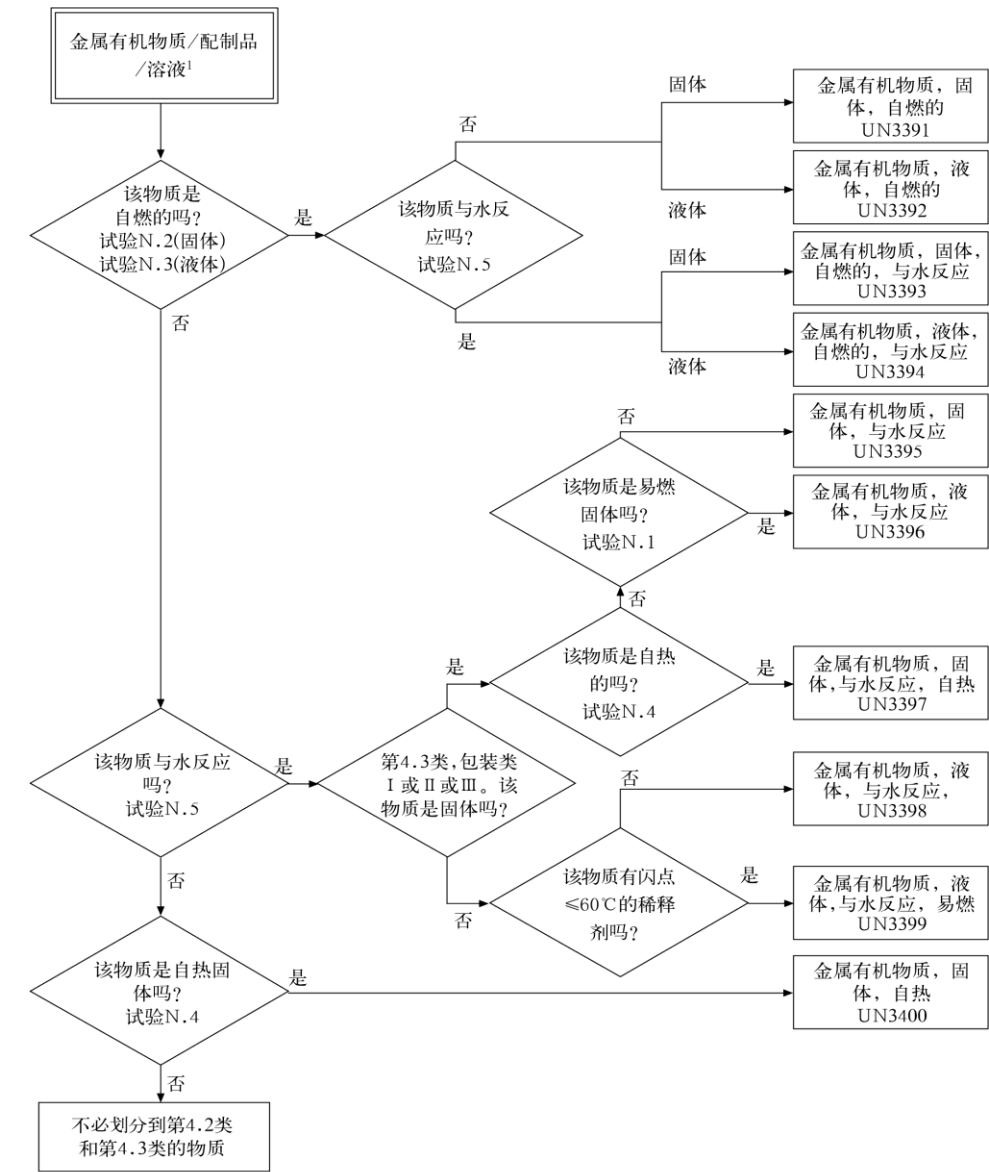 金属有机物质/配制品
/溶液1
该物质是
自燃的吗?
试验N.2(固体)
试验N.3(液体)
是
否
该物质与水反
应吗?
试验N.5
否
是
固体
液体
固体
液体
金属有机物质, 固
体, 自燃的
UN3391
金属有机物质, 液
体, 自燃的
UN3392
金属有机物质, 固体,
自燃的, 与水反应
UN3393
金属有机物质, 液体,
自燃的, 与水反应
UN3394
否
金属有机物质, 固
体, 与水反应
UN3395
该物质是易燃
固体吗?
试验N.1
是
金属有机物质, 液
体, 与水反应
UN3396
否
该物质是自热
的吗?
试验N.4
是
是
金属有机物质, 固
体,与水反应, 自热
UN3397
该物质与水反应
吗?
试验N.5
是
否
第4.3类,包装类
Ⅰ或Ⅱ或Ⅲ。该
物质是固体吗?
否
否
金属有机物质, 液
体, 与水反应,
UN3398
该物质有闪点
≤60℃的稀释
剂吗?
是
金属有机物质, 液
体,与水反应, 易燃
UN3399
该物质是自热固
体吗?
试验N.4
是
金属有机物质, 固
体, 自热
UN3400
否
不必划分到第4.2类
和第4.3类的物质